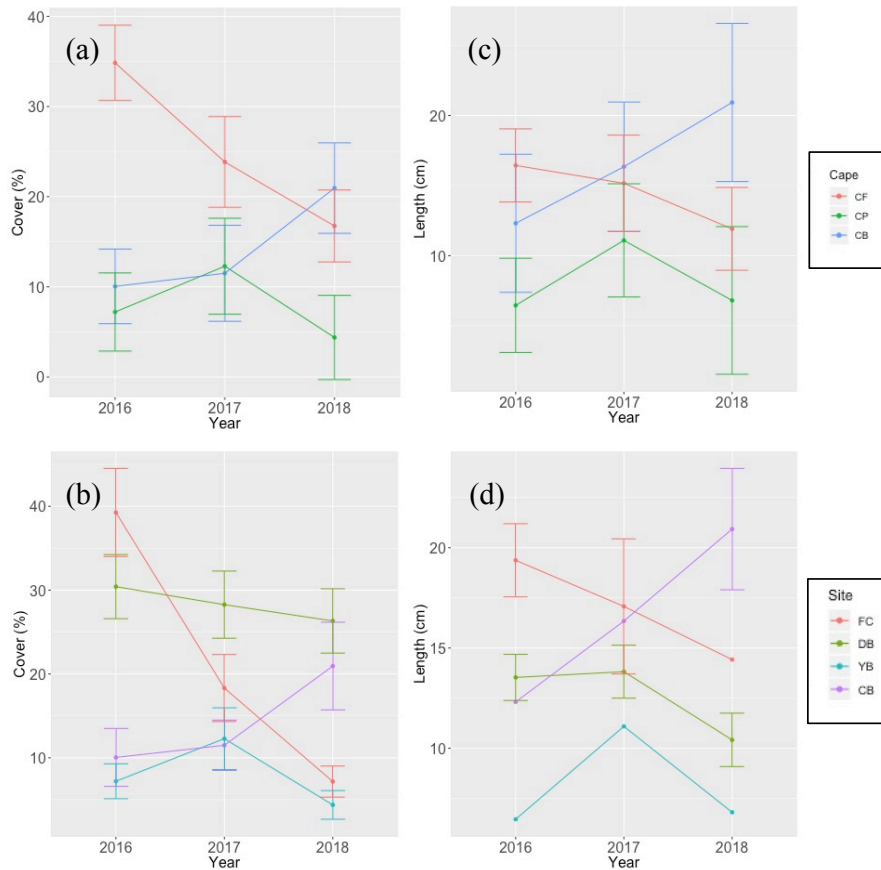 (a)
Cover (%)
40
30
20
10
0
2016 2017 2018
Year
(c)
Length (cm)
20
10
2016 2017 2018
Year
Cape
CF
CP
CB
(b)
Cover (%)
40
30
20
10
2016 2017 2018
Year
(d)
Length (cm)
20
15
10
2016 2017 2018
Year
Site
FC
DB
YB
CB